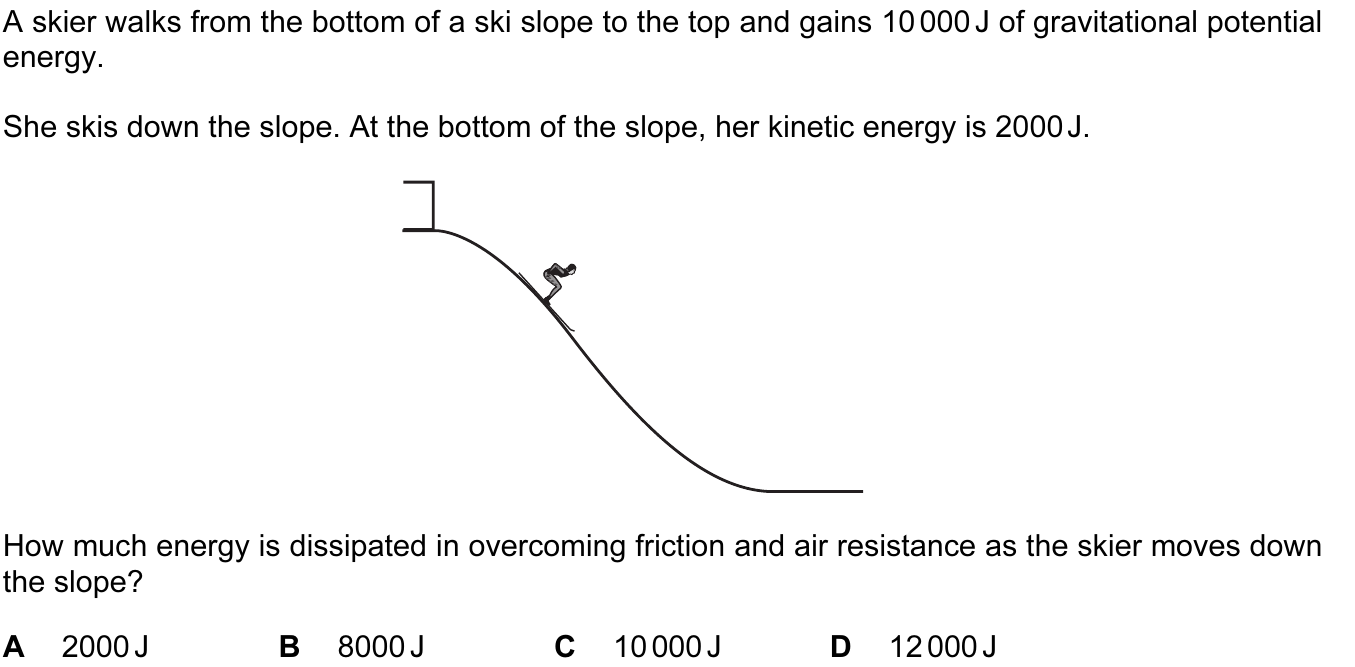 A skier walks from the bottom of a ski slope to the top and gains 10 000 J of gravitational potential
energy.
She skis down the slope. At the bottom of the slope, her kinetic energy is 2000 J.
How much energy is dissipated in overcoming friction and air resistance as the skier moves down
the slope?
A 2000 J B 8000 J C 10 000 J D 12 000 J